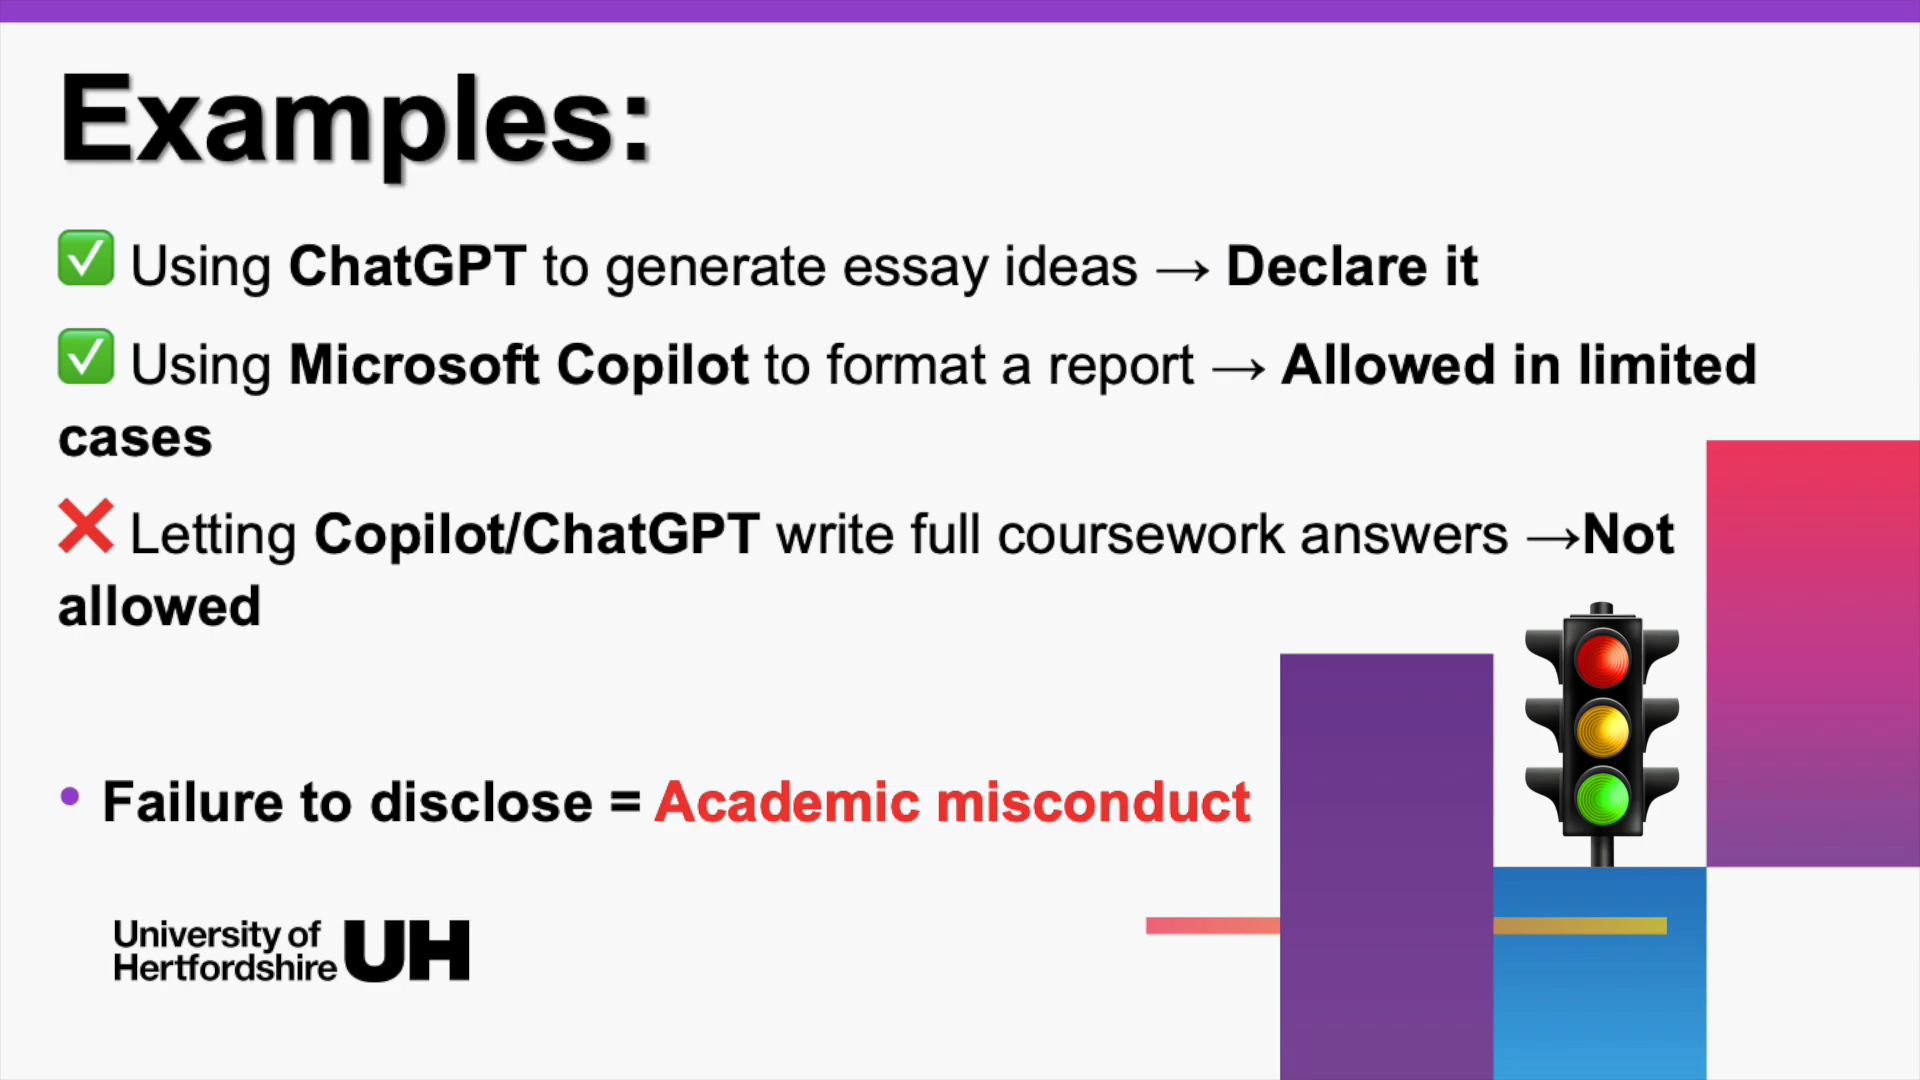 Examples:
✅ Using ChatGPT to generate essay ideas → Declare it
✅ Using Microsoft Copilot to format a report → Allowed in limited
cases
❌ Letting Copilot/ChatGPT write full coursework answers →Not
allowed
• Failure to disclose = Academic misconduct
University of
Hertfordshire UH